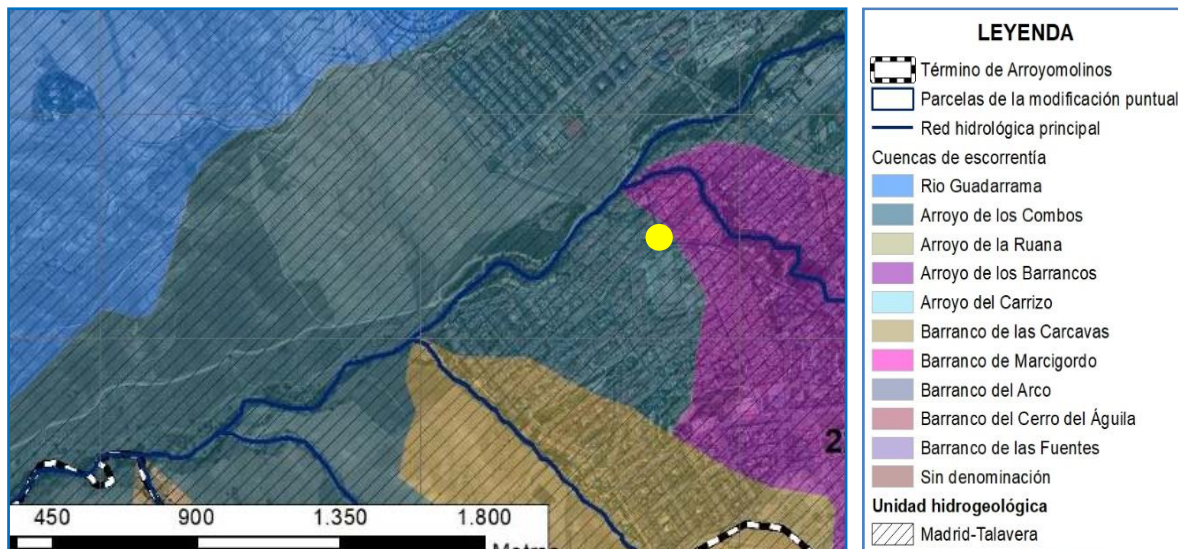 2
450 900 1.350 1.800
LEYENDA
Término de Arroyomolinos
Parcelas de la modificación puntual
Red hidrológica principal
Cuencas de escorrentía
Rio Guadarrama
Arroyo de los Combos
Arroyo de la Ruana
Arroyo de los Barrancos
Arroyo del Carrizo
Barranco de las Carcavas
Barranco de Marcigordo
Barranco del Arco
Barranco del Cerro del Águila
Barranco de las Fuentes
Sin denominación
Unidad hidrogeológica
Madrid-Talavera